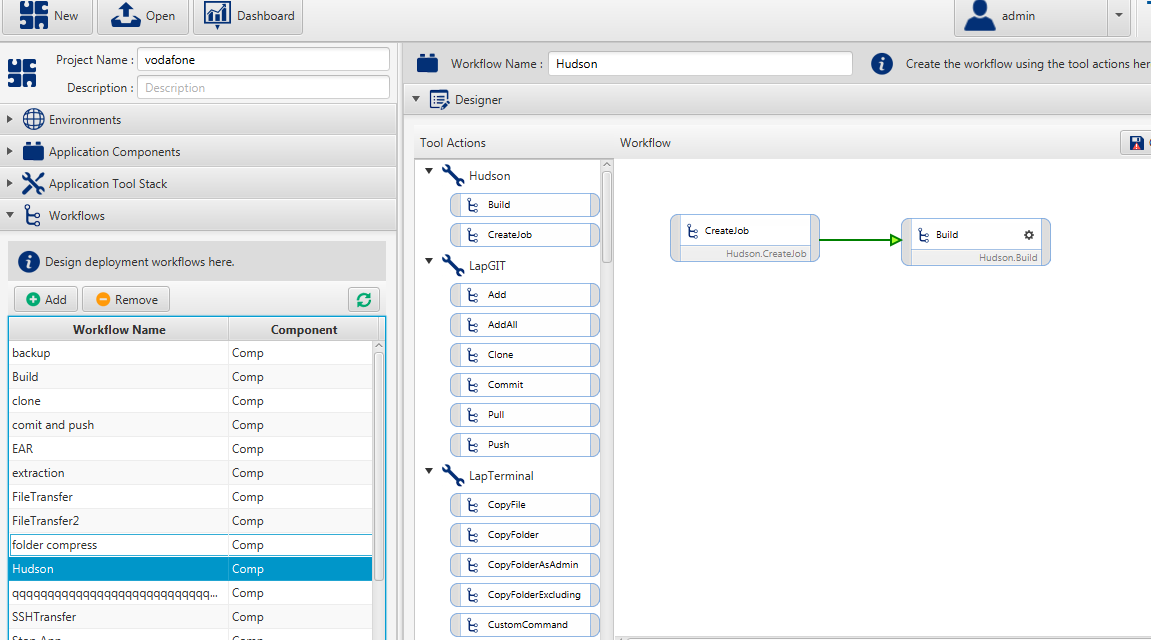 New Open Dashboard admin
Project Name : vodafone
Description : Description
Environments
Application Components
Application Tool Stack
Workflows
Design deployment workflows here.
Add Remove
Workflow Name Component
backup Comp
Build Comp
clone Comp
comit and push Comp
EAR Comp
extraction Comp
FileTransfer Comp
FileTransfer2 Comp
folder compress Comp
Hudson Comp
SSHTransfer Comp
Workflow Name : Hudson
Create the workflow using the tool actions her
Designer
Tool Actions
Hudson
Build
CreateJob
LapGIT
Add
AddAll
Clone
Commit
Pull
Push
LapTerminal
CopyFile
CopyFolder
CopyFolderAsAdmin
CopyFolderExcluding
CustomCommand
Workflow
CreateJob
Hudson.CreateJob
Build
Hudson.Build